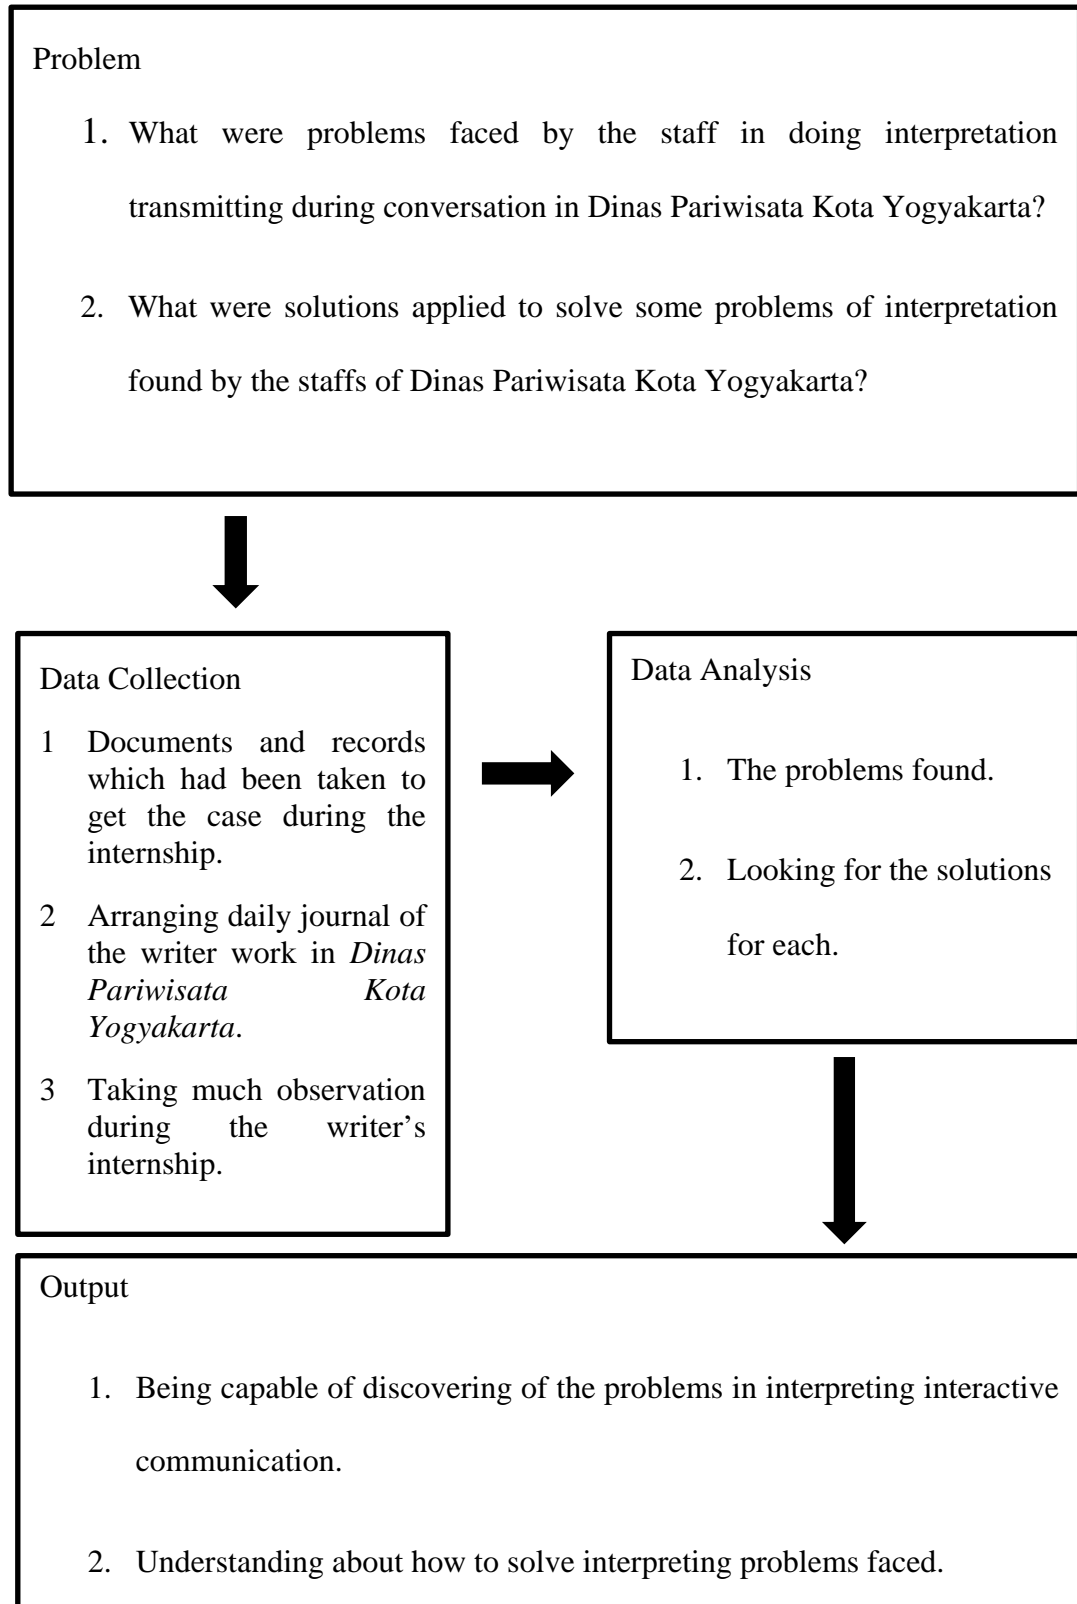 Problem
1. What were problems faced by the staff in doing interpretation
transmitting during conversation in Dinas Pariwisata Kota Yogyakarta?
2. What were solutions applied to solve some problems of interpretation
found by the staffs of Dinas Pariwisata Kota Yogyakarta?
Data Collection
1 Documents and records
which had been taken to
get the case during the
internship.
2 Arranging daily journal of
the writer work in Dinas
Pariwisata Kota
Yogyakarta.
3 Taking much observation
during the writer’s
internship.
Data Analysis
1. The problems found.
2. Looking for the solutions
for each.
Output
1. Being capable of discovering of the problems in interpreting interactive
communication.
2. Understanding about how to solve interpreting problems faced.